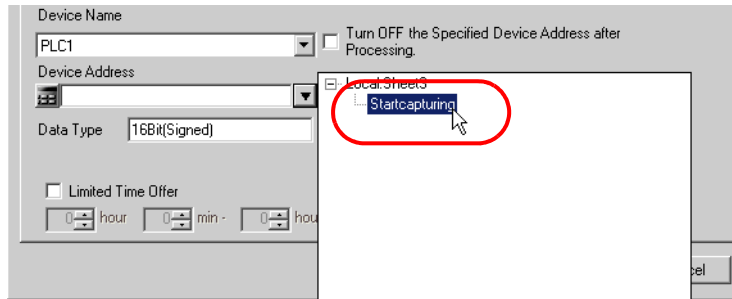 Device Name
Turn OFF the Specified Device Address after
Processing.
PLC1
Device Address
Local:Sheet3
Startcapturing
Data Type 16Bit(Signed)
Limited Time Offer
0 hour 0 min - 0 hou
cel